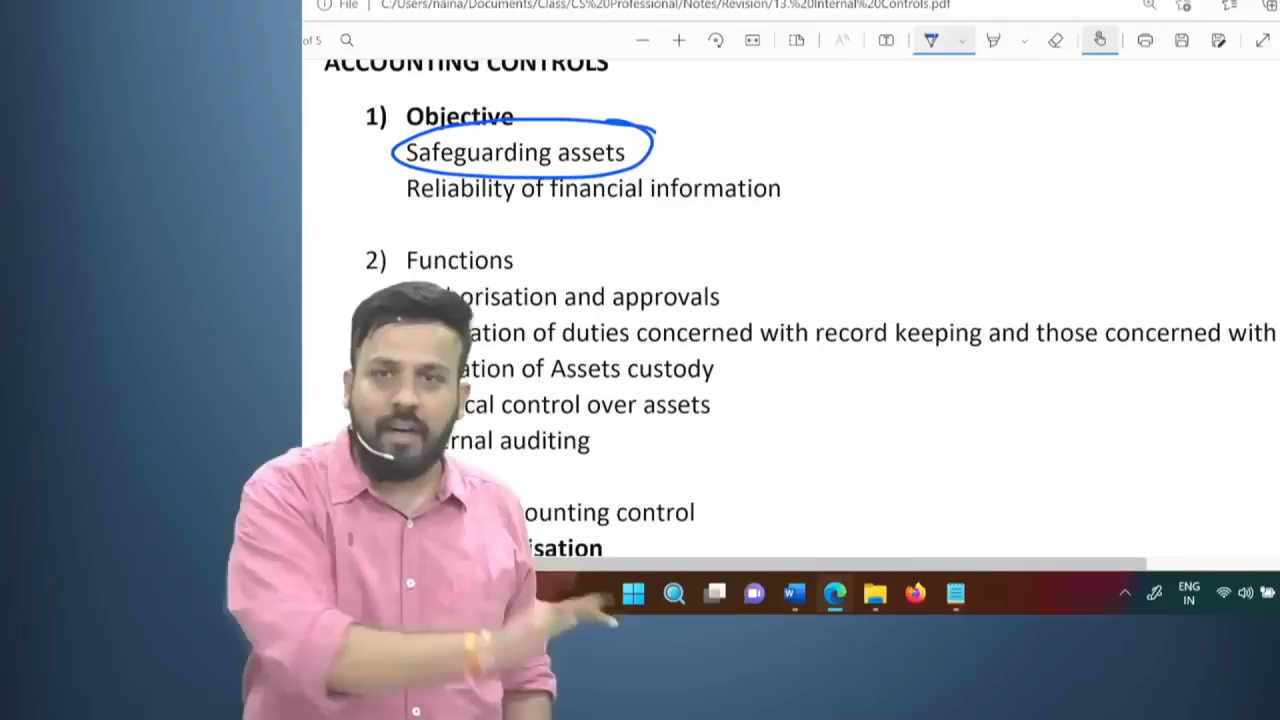 File | C:/Users/naina/Documents/Class/CS%20Professional/Notes/Revision/13.%20Internal%20Controls.pdf
of 5
ACCOUNTING CONTROLS
1) Objective
Safeguarding assets
Reliability of financial information
2) Functions
orisation and approvals
ation of duties concerned with record keeping and those concerned with
ation of Assets custody
cal control over assets
ernal auditing
ounting control
isation
ENG
IN